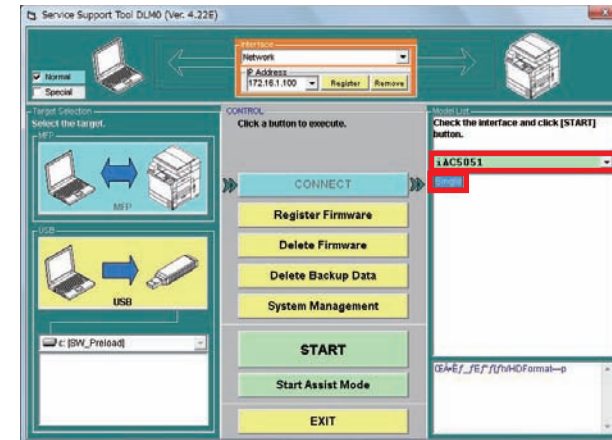 Service Support Tool DLM0 (Ver. 4.22E)
Interface
Network
IP Address
172.16.1.100
Register
Remove
Normal
Special
Target Selection
Select the target.
MFP
MFP
USB
USB
c: [SW_Preload]
CONTROL
Click a button to execute.
CONNECT
Register Firmware
Delete Firmware
Delete Backup Data
System Management
START
Start Assist Mode
EXIT
Model List
Check the interface and click [START]
button.
iAC5051
Single